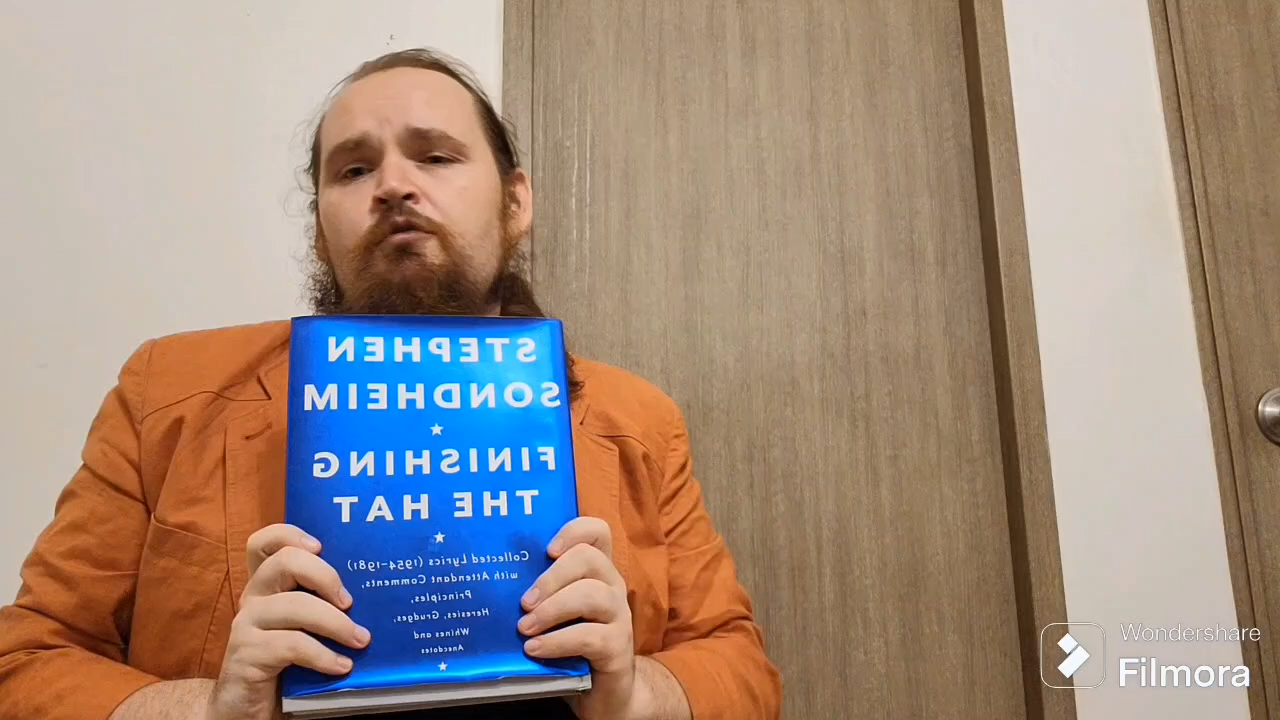 STEPHEN
SONDHEIM
FINISHING
THE HAT
Collected Lyrics (1954–1981)
with Attendant Comments,
Principles,
Heresies, Grudges,
Whines and
Anecdotes
Wondershare
Filmora